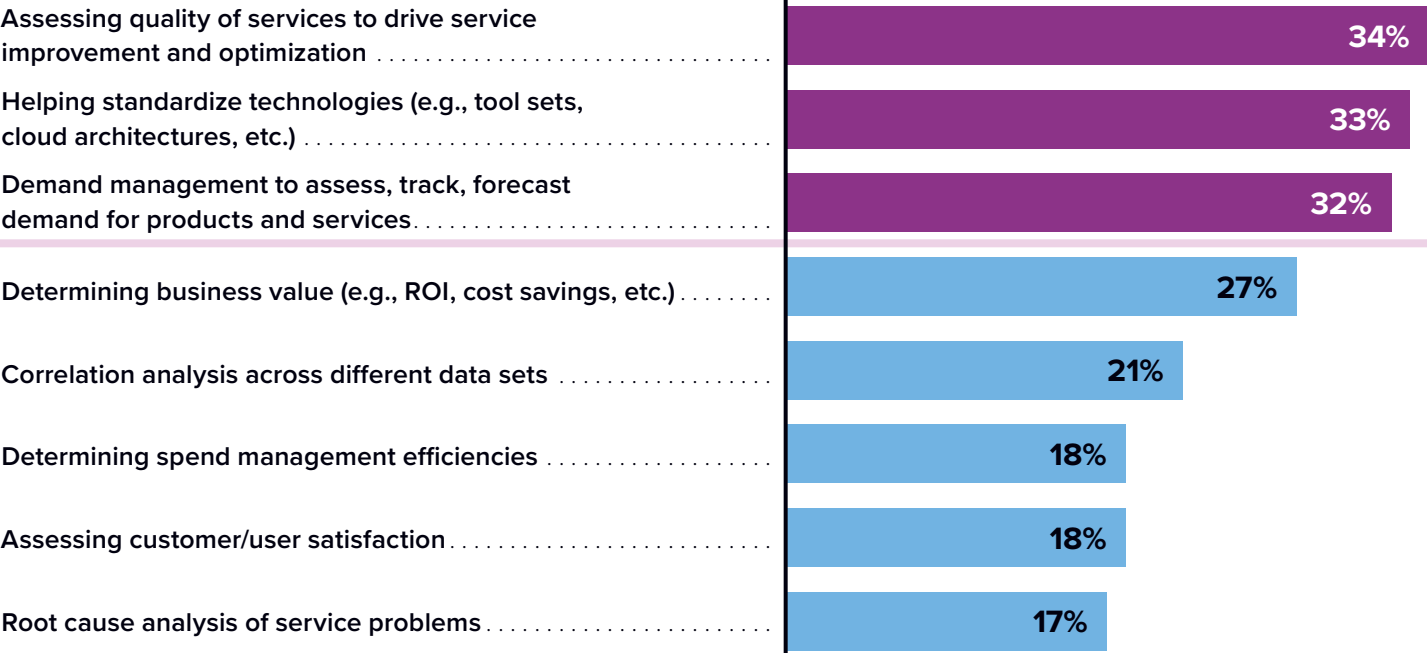 Assessing quality of services to drive service
improvement and optimization ................................. 34%
Helping standardize technologies (e.g., tool sets,
cloud architectures, etc.) ....................................... 33%
Demand management to assess, track, forecast
demand for products and services .............................. 32%
Determining business value (e.g., ROI, cost savings, etc.) ........ 27%
Correlation analysis across different data sets .................. 21%
Determining spend management efficiencies ................... 18%
Assessing customer/user satisfaction ........................... 18%
Root cause analysis of service problems ........................ 17%